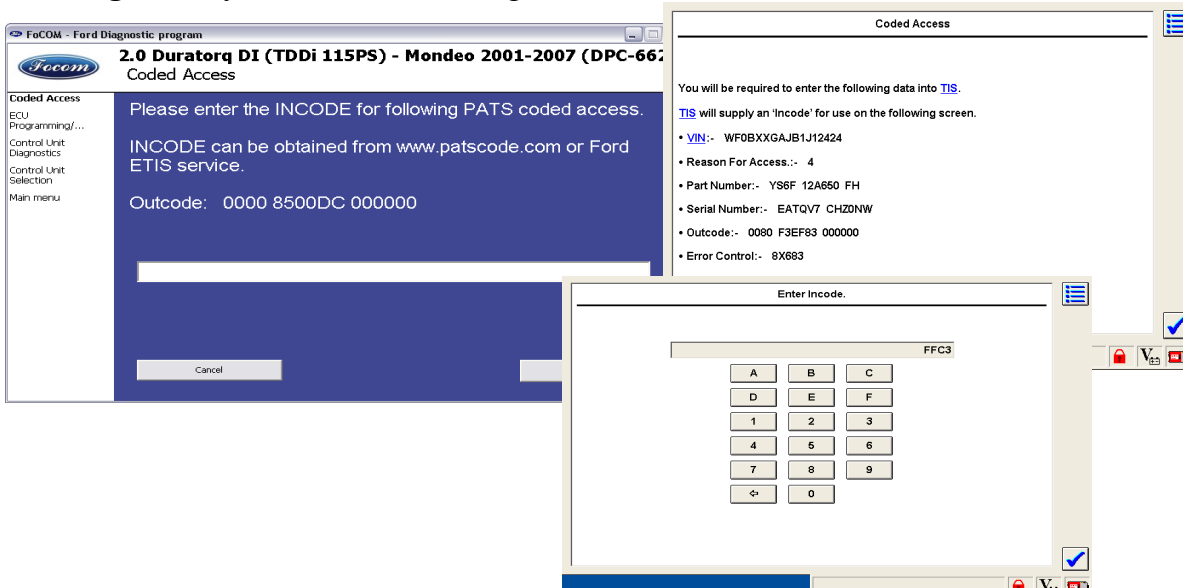 FoCOM - Ford Diagnostic program
Focom
2.0 Duratorq DI (TDDi 115PS) - Mondeo 2001-2007 (DPC-662
Coded Access
Coded Access
ECU
Programming/...
Control Unit
Diagnostics
Control Unit
Selection
Main menu
Please enter the INCODE for following PATS coded access.
INCODE can be obtained from www.patscode.com or Ford
ETIS service.
Outcode: 0000 8500DC 000000
Cancel
Coded Access
You will be required to enter the following data into TIS.
TIS will supply an 'Incode' for use on the following screen.
• VIN:- WF0BXXGAJB1J12424
• Reason For Access.:- 4
• Part Number:- YS6F 12A650 FH
• Serial Number:- EATQV7 CHZ0NW
• Outcode:- 0080 F3EF83 000000
• Error Control:- 8X683
Enter Incode.
FFC3
A B C
D E F
1 2 3
4 5 6
7 8 9
⇦ 0